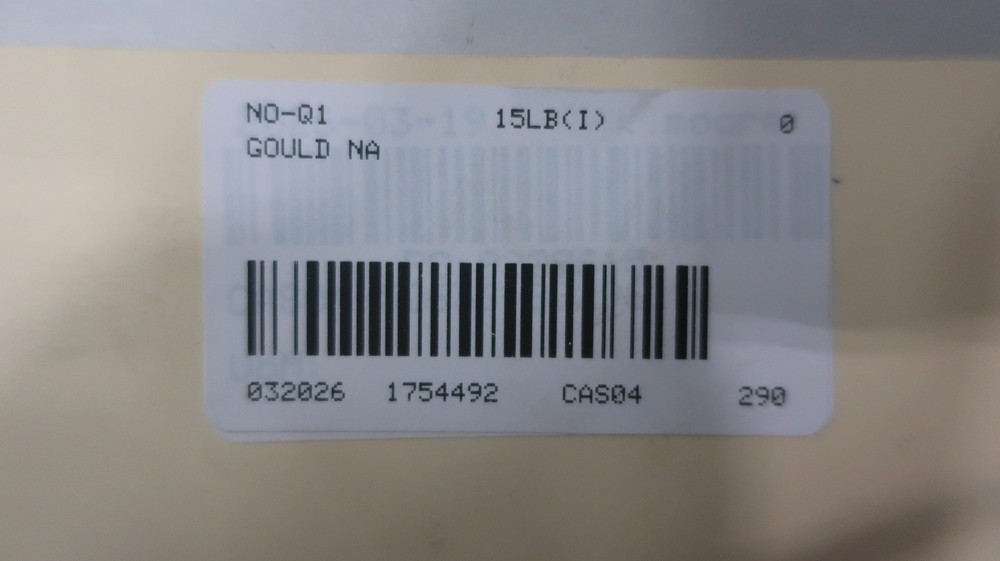 NO-Q1 15LB(I) 0
GOULD NA
032026 1754492 CAS04 290